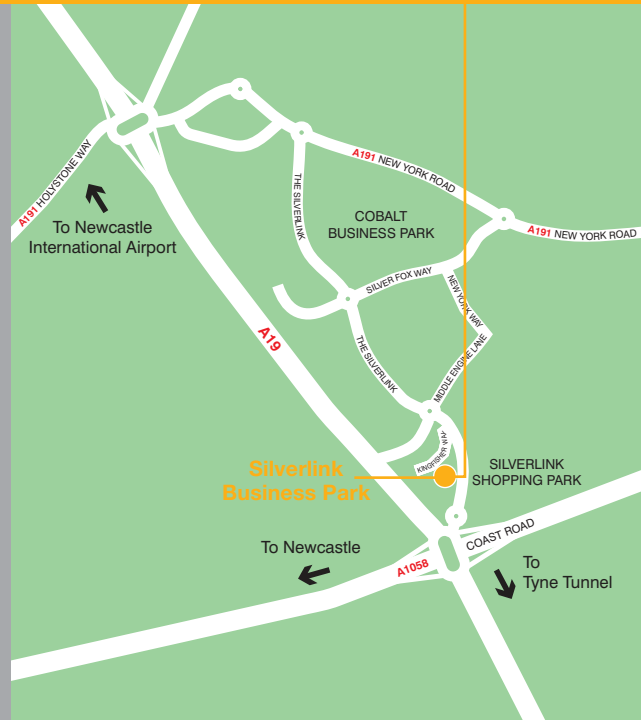 A191 HOLYSTONE WAY
To Newcastle
International Airport
THE SILVERLINK
A191 NEW YORK ROAD
COBALT
BUSINESS PARK
A191 NEW YORK ROAD
SILVER FOX WAY
NEW YORK WAY
A19
THE SILVERLINK
MIDDLE ENGINE LANE
KINGFISHER WAY
Silverlink
Business Park
SILVERLINK
SHOPPING PARK
To Newcastle
A1058
COAST ROAD
To
Tyne Tunnel